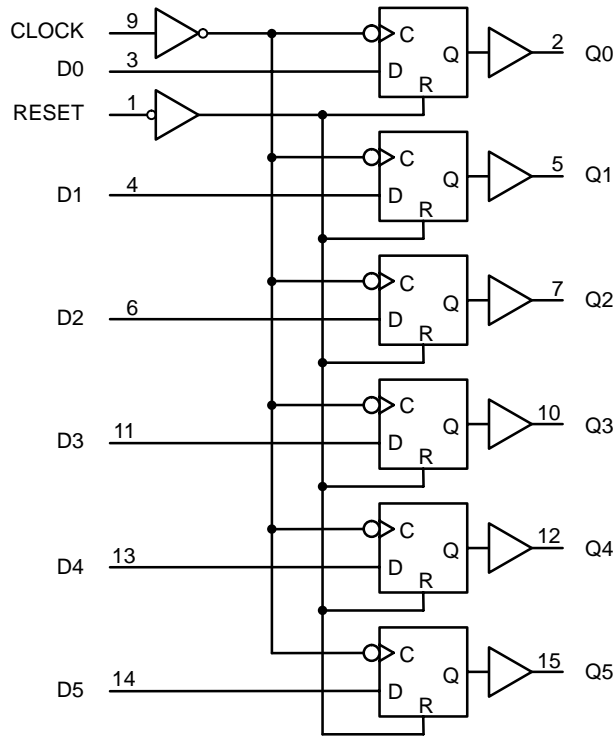 CLOCK 9 C Q 2 Q0
D0 3 D
R
RESET 1
C Q 5 Q1
D1 4 D
R
C Q 7 Q2
D2 6 D
R
C Q 10 Q3
D3 11 D
R
C Q 12 Q4
D4 13 D
R
C Q 15 Q5
D5 14 D
R